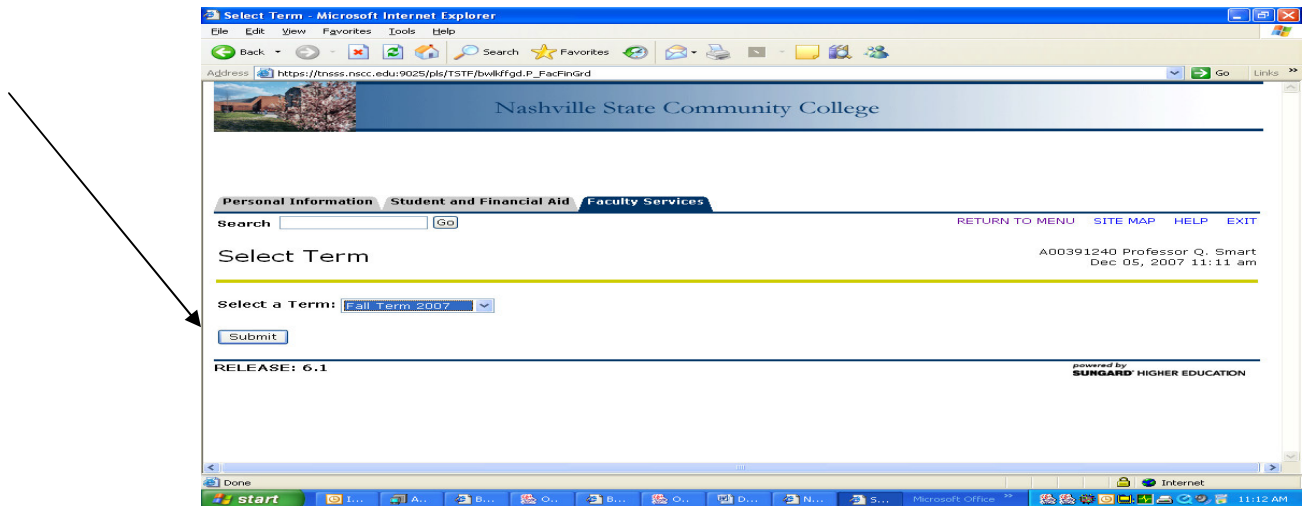 Select Term - Microsoft Internet Explorer
File Edit View Favorites Tools Help
Back Search Favorites
Address https://tnsss.nscc.edu:9025/pls/TSTF/bwlkffgd.P_FacFinGrd Go Links »
Nashville State Community College
Personal Information Student and Financial Aid Faculty Services
Search Go RETURN TO MENU SITE MAP HELP EXIT
Select Term A00391240 Professor Q. Smart
Dec 05, 2007 11:11 am
Select a Term: Fall Term 2007
Submit
RELEASE: 6.1 powered by
SUNGARD® HIGHER EDUCATION
Done Internet
start I... A.. B... O.. B... O.. D... N... S... Microsoft Office » 11:12 AM